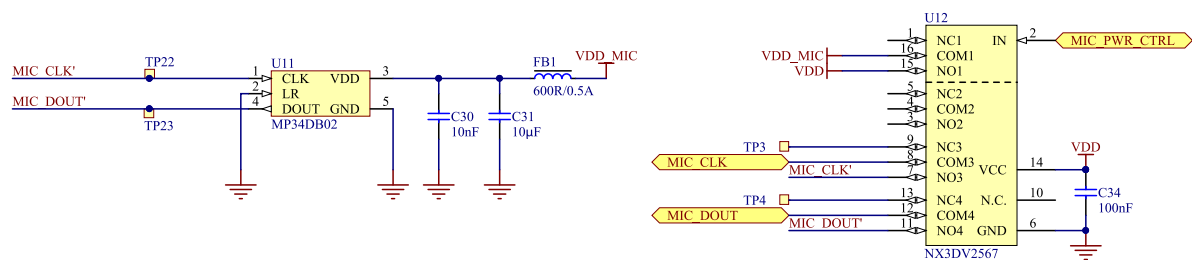 MIC_CLK'
TP22
MIC_DOUT'
TP23
U11
1 CLK VDD 3
2 LR
4 DOUT GND 5
MP34DB02
C30
10nF
C31
10µF
FB1
600R/0.5A
VDD_MIC
U12
1 NC1 IN 2 MIC_PWR_CTRL
VDD_MIC 16 COM1
VDD 15 NO1
5 NC2
4 COM2
3 NO2
TP3 9 NC3
MIC_CLK 8 COM3
MIC_CLK' 7 NO3
VCC 14 VDD
TP4 13 NC4 N.C. 10
MIC_DOUT 12 COM4
MIC_DOUT' 11 NO4 GND 6
C34
100nF
NX3DV2567